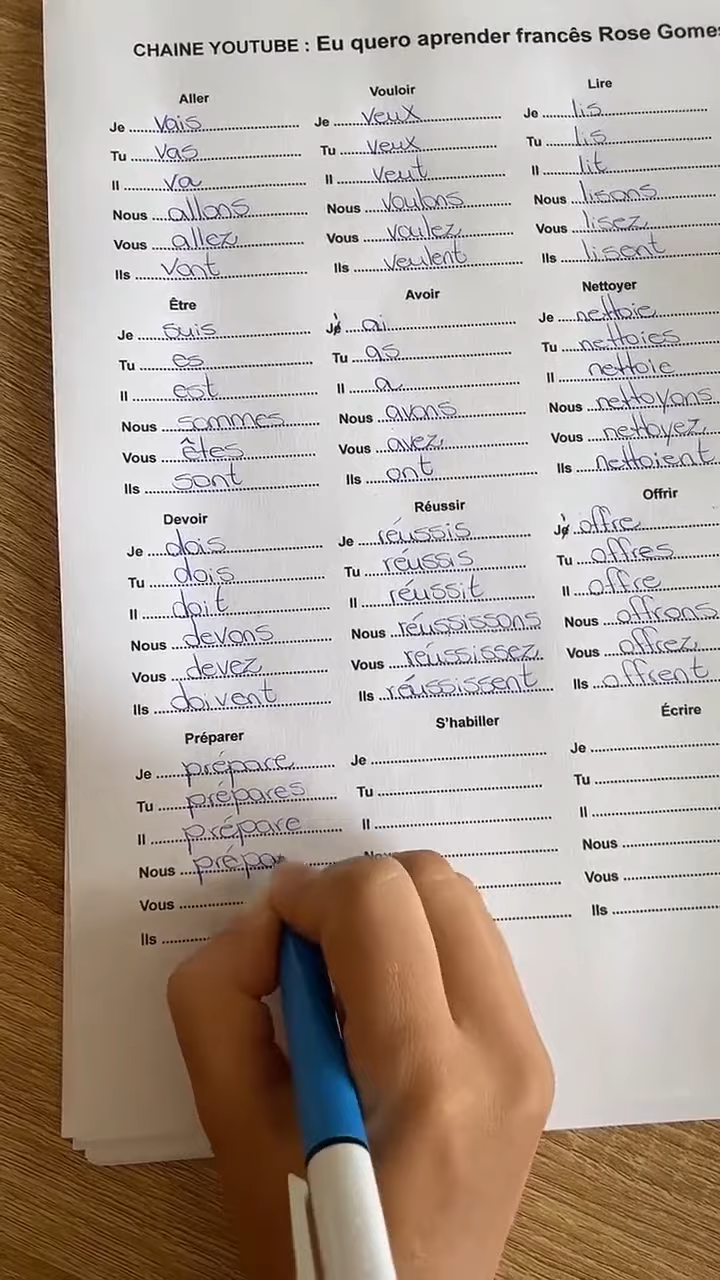 CHAINE YOUTUBE : Eu quero aprender francês Rose Gomes
Aller
Je vais
Tu vas
Il va
Nous allons
Vous allez
Ils vont
Vouloir
Je veux
Tu veux
Il veut
Nous voulons
Vous voulez
Ils veulent
Lire
Je lis
Tu lis
Il lit
Nous lisons
Vous lisez
Ils lisent
Être
Je suis
Tu es
Il est
Nous sommes
Vous êtes
Ils sont
Avoir
J' ai
Tu as
Il a
Nous avons
Vous avez
Ils ont
Nettoyer
Je nettoie
Tu nettoies
Il nettoie
Nous nettoyons
Vous nettoyez
Ils nettoient
Devoir
Je dois
Tu dois
Il doit
Nous devons
Vous devez
Ils doivent
Réussir
Je réussis
Tu réussis
Il réussit
Nous réussissons
Vous réussissez
Ils réussissent
Offrir
J' offre
Tu offres
Il offre
Nous offrons
Vous offrez
Ils offrent
Préparer
Je prépare
Tu prépares
Il prépare
Nous prépa
Vous
Ils
S'habiller
Je
Tu
Il
Écrire
Je
Tu
Il
Nous
Vous
Ils